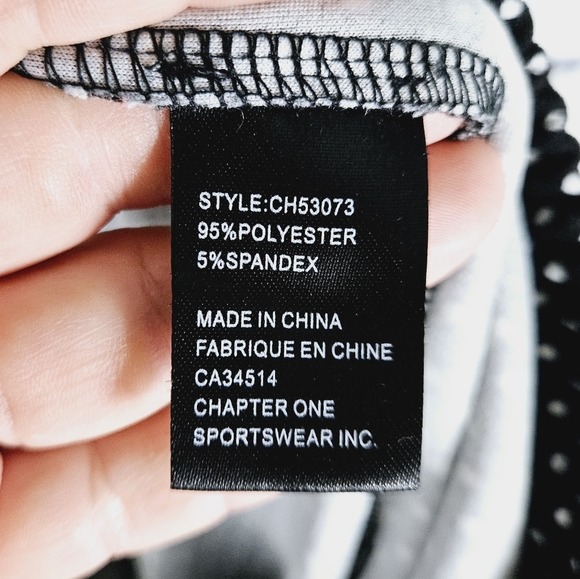 STYLE:CH53073
95%POLYESTER
5%SPANDEX
MADE IN CHINA
FABRIQUE EN CHINE
CA34514
CHAPTER ONE
SPORTSWEAR INC.